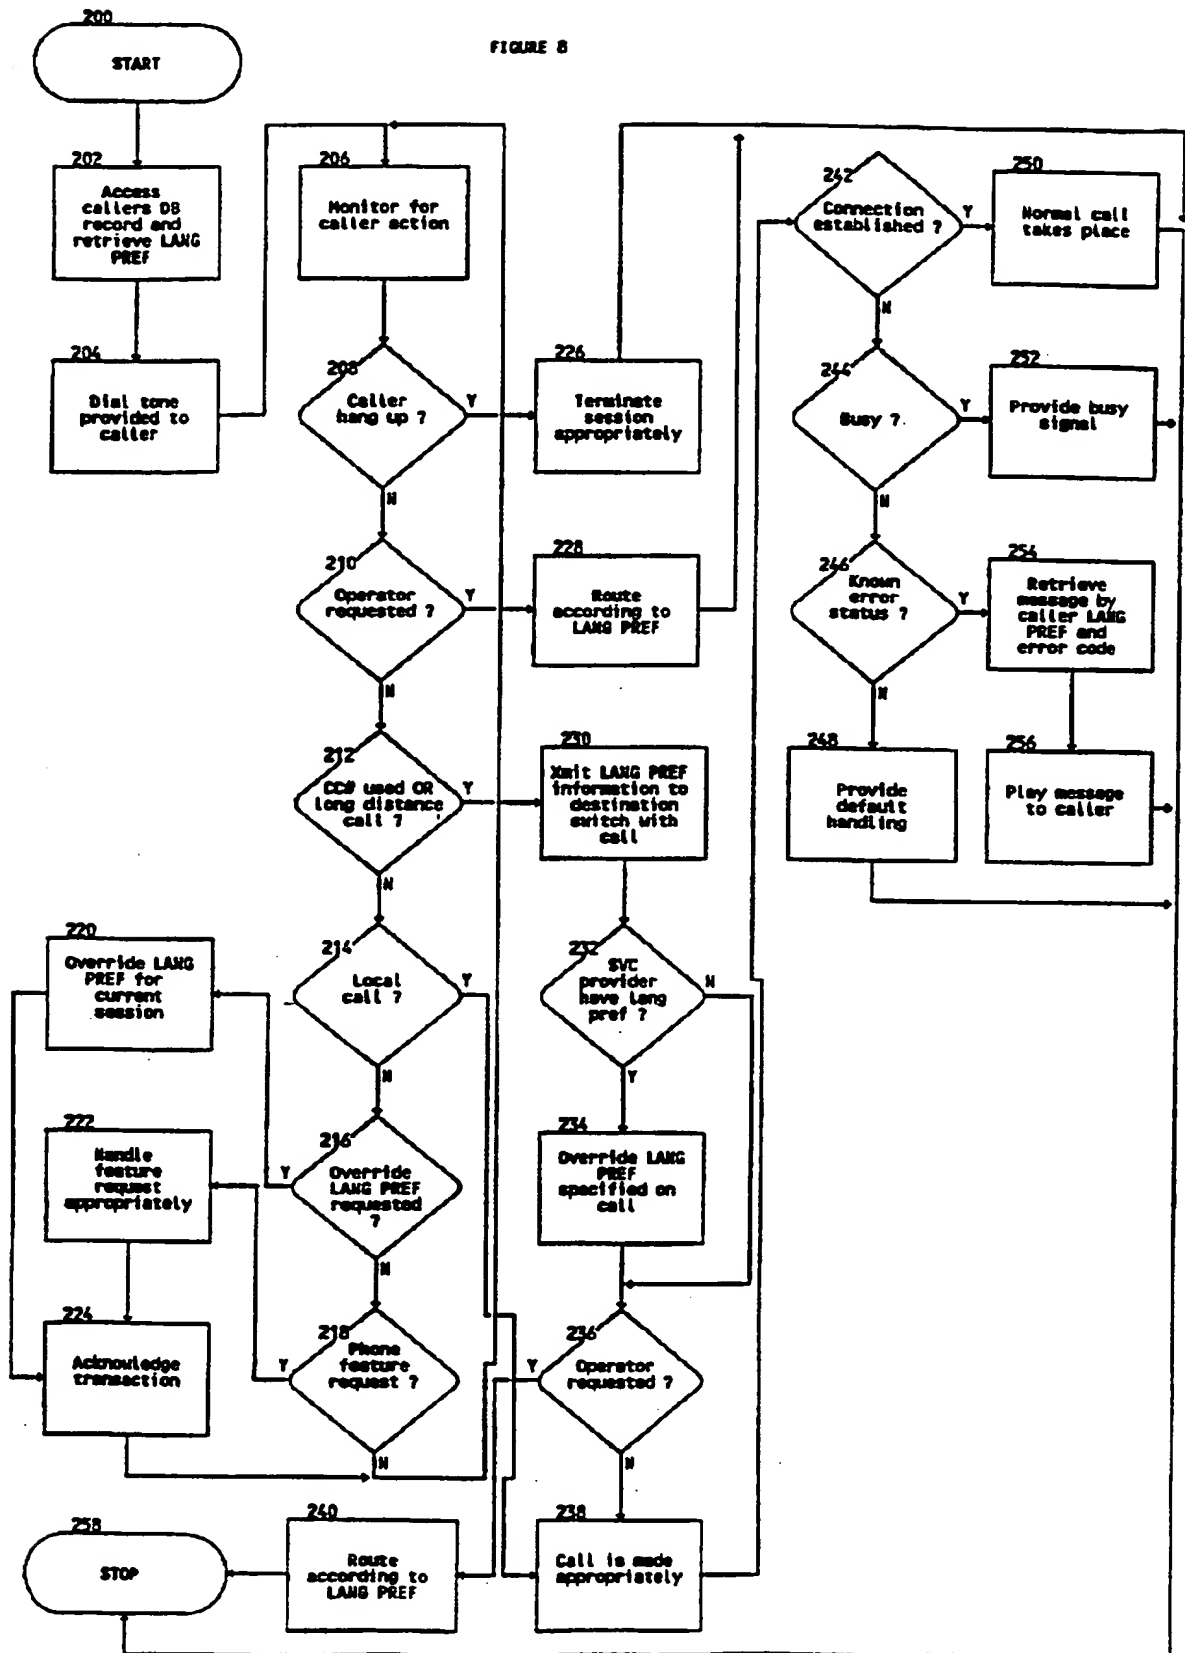 200
START
FIGURE 8
202
Access
callers DB
record and
retrieve LANG
PREF
204
Dial tone
provided to
caller
206
Monitor for
caller action
208
Caller
hang up ?
Y
N
226
Terminate
session
appropriately
210
Operator
requested ?
Y
N
228
Route
according to
LANG PREF
212
CC# used OR
long distance
call ?
Y
N
230
Xmit LANG PREF
information to
destination
switch with
call
214
Local
call ?
Y
N
232
SVC
provider
have lang
pref ?
N
Y
220
Override LANG
PREF for
current
session
216
Override
LANG PREF
requested
?
Y
N
234
Override LANG
PREF
specified on
call
222
Handle
feature
request
appropriately
218
Phone
feature
request ?
Y
N
224
Acknowledge
transaction
236
Operator
requested ?
Y
N
238
Call is made
appropriately
240
Route
according to
LANG PREF
258
STOP
242
Connection
established ?
Y
N
250
Normal call
takes place
244
Busy ?
Y
N
252
Provide busy
signal
246
Known
error
status ?
Y
N
254
Retrieve
message by
caller LANG
PREF and
error code
248
Provide
default
handling
256
Play message
to caller